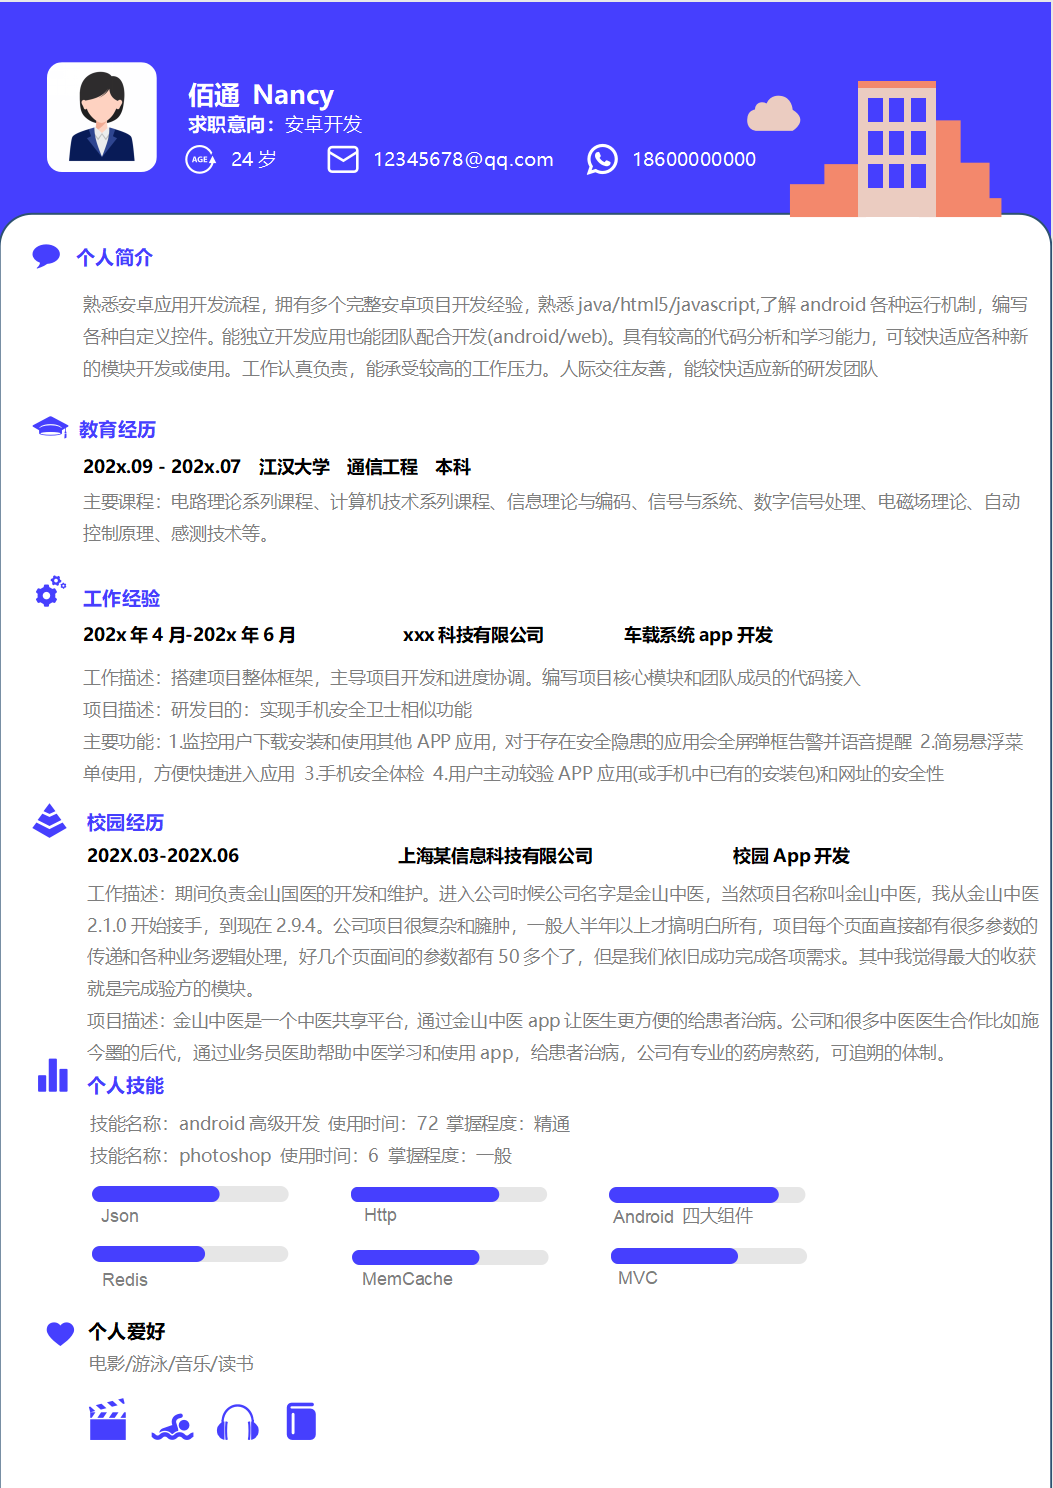 佰通 Nancy
求职意向：安卓开发
AGE 24 岁 12345678@qq.com 18600000000
个人简介
熟悉安卓应用开发流程，拥有多个完整安卓项目开发经验，熟悉 java/html5/javascript,了解 android 各种运行机制，编写
各种自定义控件。能独立开发应用也能团队配合开发(android/web)。具有较高的代码分析和学习能力，可较快适应各种新
的模块开发或使用。工作认真负责，能承受较高的工作压力。人际交往友善，能较快适应新的研发团队
教育经历
202x.09 - 202x.07 江汉大学 通信工程 本科
主要课程：电路理论系列课程、计算机技术系列课程、信息理论与编码、信号与系统、数字信号处理、电磁场理论、自动
控制原理、感测技术等。
工作经验
202x 年 4 月-202x 年 6 月 xxx 科技有限公司 车载系统 app 开发
工作描述：搭建项目整体框架，主导项目开发和进度协调。编写项目核心模块和团队成员的代码接入
项目描述：研发目的：实现手机安全卫士相似功能
主要功能：1.监控用户下载安装和使用其他 APP 应用，对于存在安全隐患的应用会全屏弹框告警并语音提醒 2.简易悬浮菜
单使用，方便快捷进入应用 3.手机安全体检 4.用户主动较验 APP 应用(或手机中已有的安装包)和网址的安全性
校园经历
202X.03-202X.06 上海某信息科技有限公司 校园 App 开发
工作描述：期间负责金山国医的开发和维护。进入公司时候公司名字是金山中医，当然项目名称叫金山中医，我从金山中医
2.1.0 开始接手，到现在 2.9.4。公司项目很复杂和臃肿，一般人半年以上才搞明白所有，项目每个页面直接都有很多参数的
传递和各种业务逻辑处理，好几个页面间的参数都有 50 多个了，但是我们依旧成功完成各项需求。其中我觉得最大的收获
就是完成验方的模块。
项目描述：金山中医是一个中医共享平台，通过金山中医 app 让医生更方便的给患者治病。公司和很多中医医生合作比如施
今墨的后代，通过业务员医助帮助中医学习和使用 app，给患者治病，公司有专业的药房熬药，可追朔的体制。
个人技能
技能名称：android 高级开发 使用时间：72 掌握程度：精通
技能名称：photoshop 使用时间：6 掌握程度：一般
Json Http Android 四大组件
Redis MemCache MVC
个人爱好
电影/游泳/音乐/读书